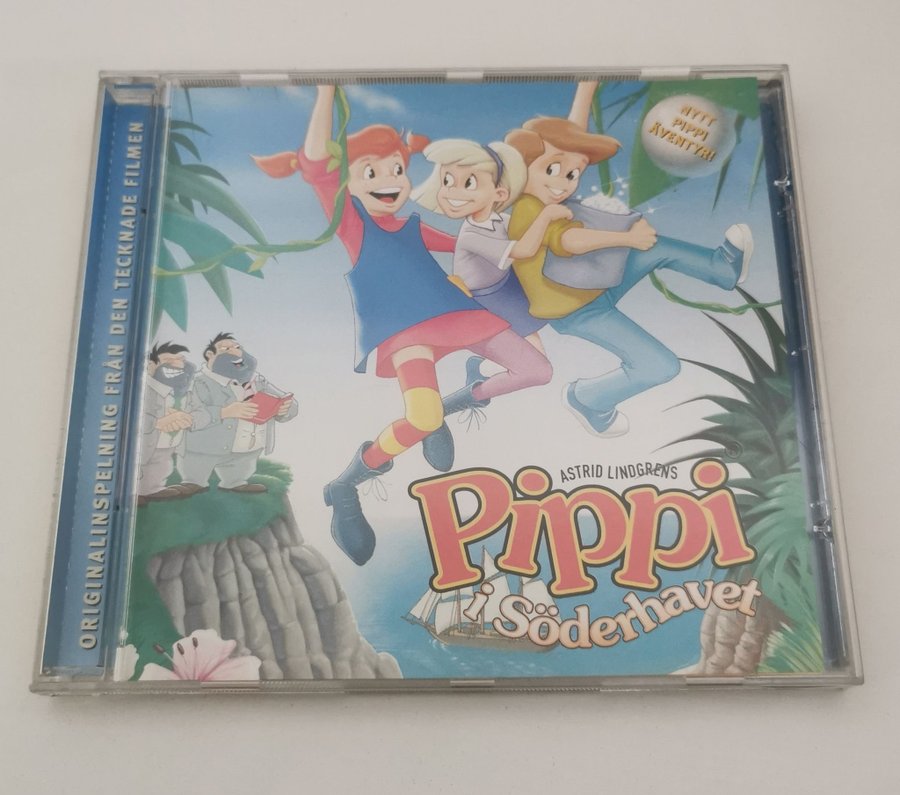 ORIGINALINSPELNING FRÅN DEN TECKNADE FILMEN
NYTT
PIPPI
ÄVENTYR!
ASTRID LINDGRENS
Pippi
i Söderhavet